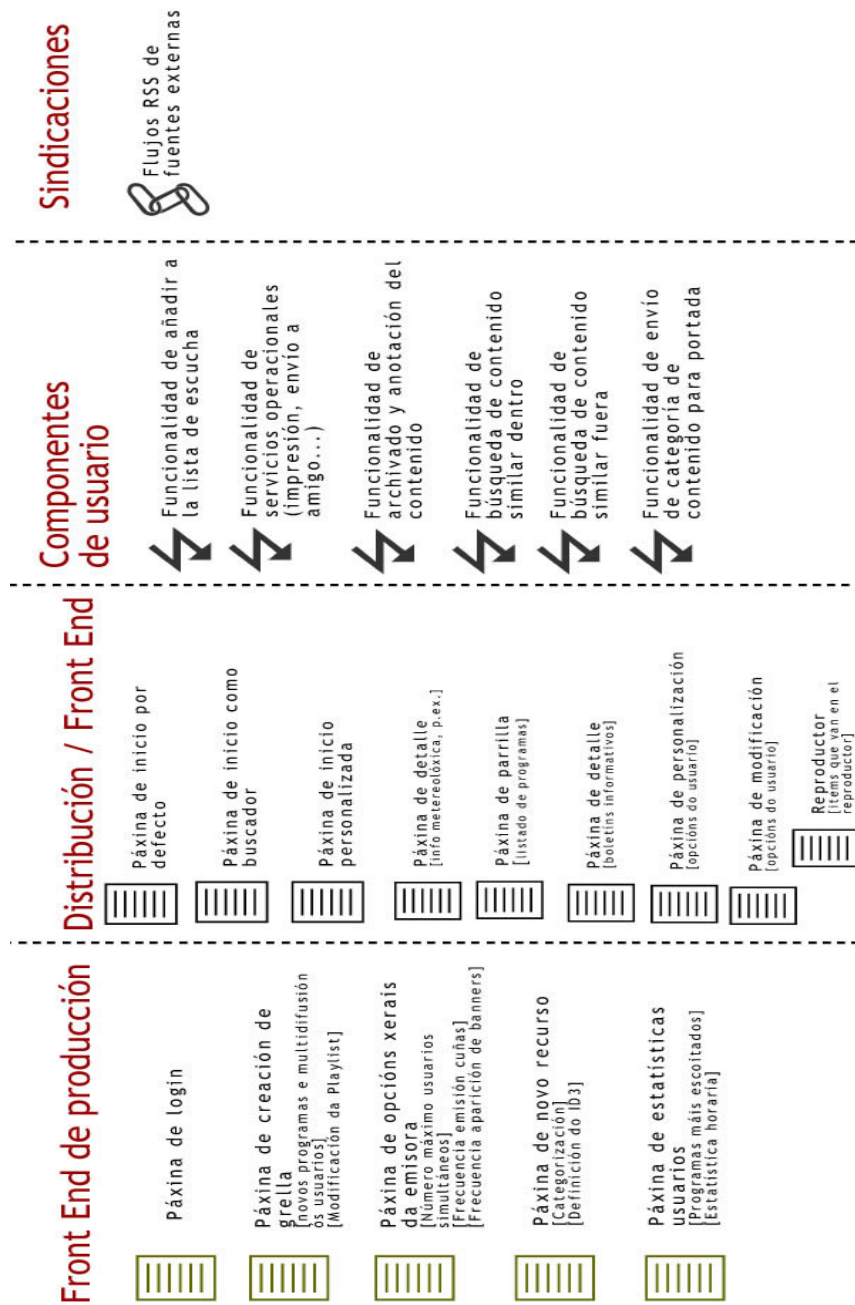 Front End de producción
Páxina de login
Páxina de creación de
grella
[novos programas e multidifusión
os usuarios]
[Modificación da Playlist]
Páxina de opcións xerais
da emisora
[Número máximo usuarios
simultáneos]
[Frecuencia emisión cuñas]
[Frecuencia aparición de banners]
Páxina de novo recurso
[Categorización]
[Definición do ID3]
Páxina de estatísticas
usuarios
[Programas máis escoitados]
[Estatística horaria]
Distribución / Front End
Páxina de inicio por
defecto
Páxina de inicio como
buscador
Páxina de inicio
personalizada
Páxina de detalle
[info metereolóxica, p.ex.]
Páxina de parrilla
[listado de programas]
Páxina de detalle
[boletins informativos]
Páxina de personalización
[opcións do usuario]
Páxina de modificación
[opcións do usuario]
Reproductor
[items que van en el
reproductor]
Componentes
de usuario
Funcionalidad de añadir a
la lista de escucha
Funcionalidad de
servicios operacionales
(impresión, envío a
amigo...)
Funcionalidad de
archivado y anotación del
contenido
Funcionalidad de
búsqueda de contenido
similar dentro
Funcionalidad de
búsqueda de contenido
similar fuera
Funcionalidad de envío
de categoría de
contenido para portada
Sindicaciones
Flujos RSS de
fuentes externas